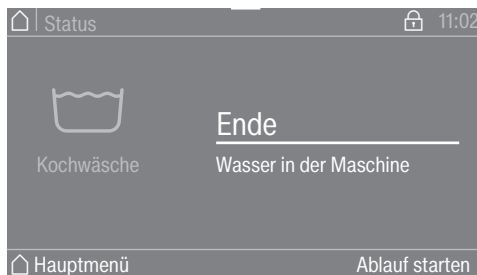 Status 11:02
Ende
Kochwäsche Wasser in der Maschine
Hauptmenü Ablauf starten